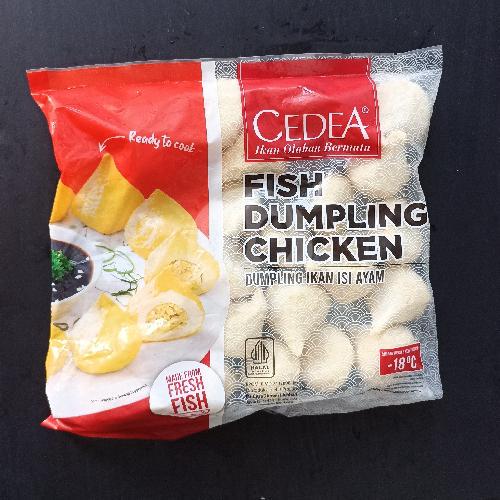 CEDEA®
Ikan Olahan Bermutu
Ready to cook
FISH
DUMPLING
CHICKEN
DUMPLING IKAN ISI AYAM
HALAL
-18°C
MADE FROM
FRESH
FISH